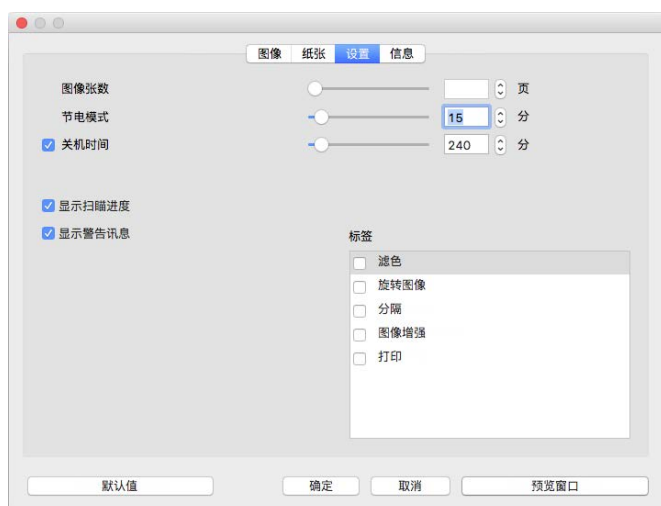 图像 纸张 设置 信息
图像张数 页
节电模式 15 分
关机时间 240 分
显示扫瞄进度
显示警告讯息
标签
滤色
旋转图像
分隔
图像增强
打印
默认值 确定 取消 预览窗口